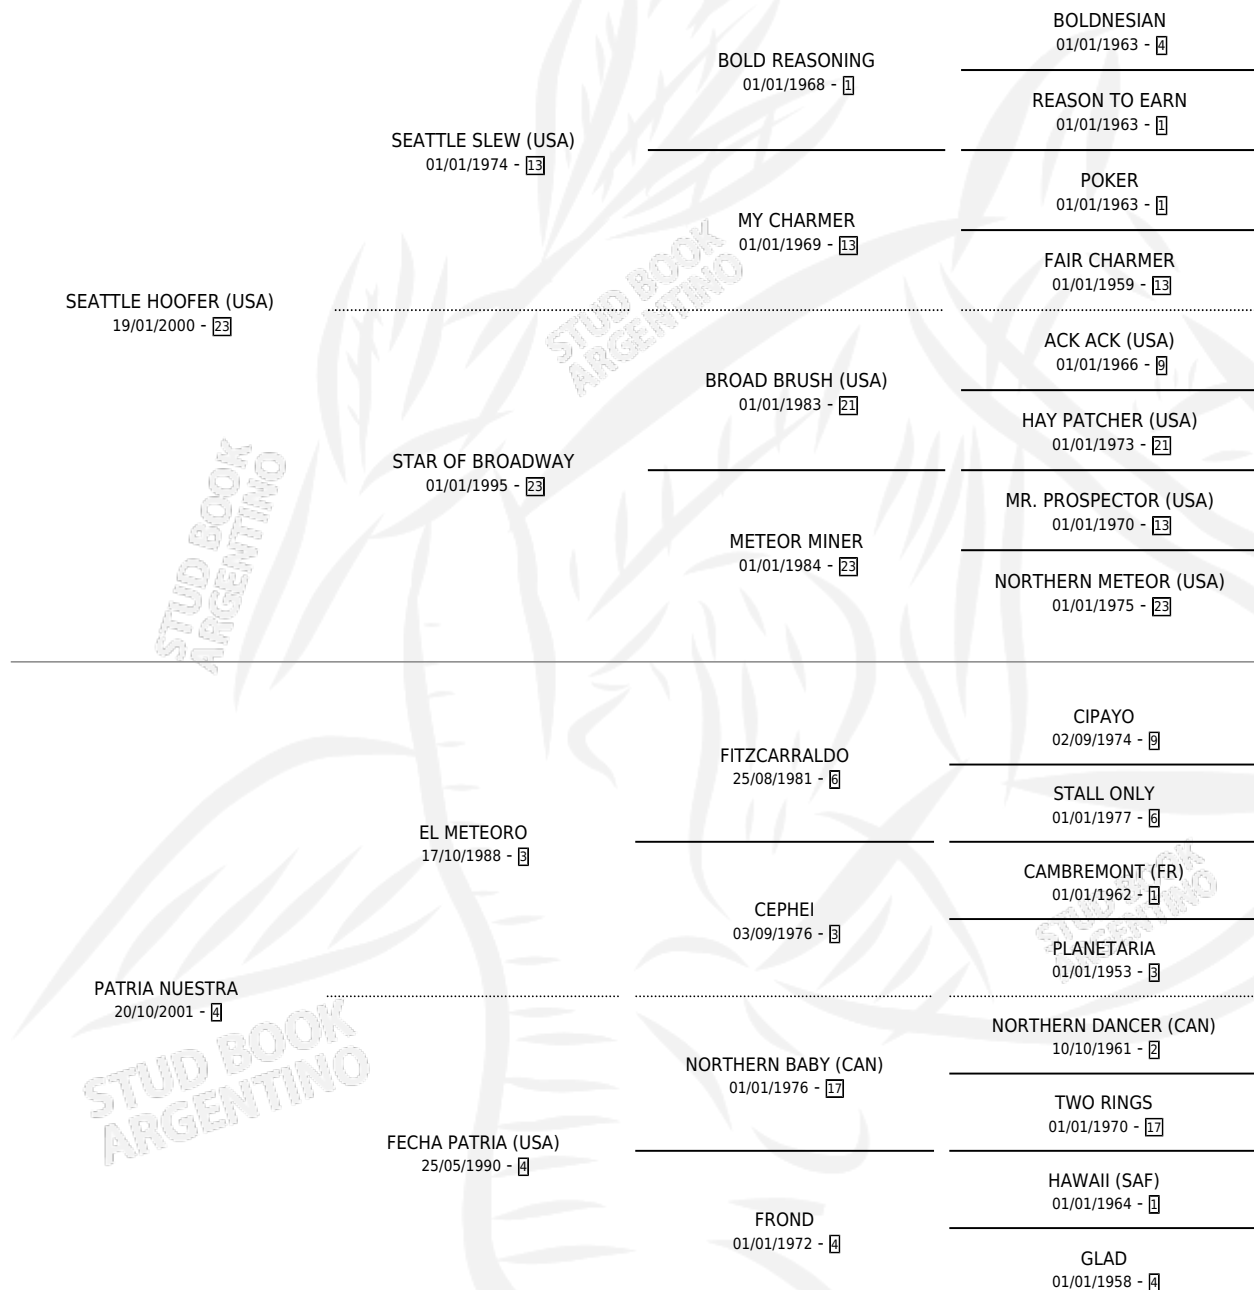 BOLDNESIAN
01/01/1963 - 4
BOLD REASONING
01/01/1968 - 1
REASON TO EARN
01/01/1963 - 1
SEATTLE SLEW (USA)
01/01/1974 - 13
POKER
01/01/1963 - 1
MY CHARMER
01/01/1969 - 13
FAIR CHARMER
01/01/1959 - 13
SEATTLE HOOFER (USA)
19/01/2000 - 23
STUD BOOK
ARGENTINO
ACK ACK (USA)
01/01/1966 - 9
BROAD BRUSH (USA)
01/01/1983 - 21
HAY PATCHER (USA)
01/01/1973 - 21
STAR OF BROADWAY
01/01/1995 - 23
MR. PROSPECTOR (USA)
01/01/1970 - 13
METEOR MINER
01/01/1984 - 23
NORTHERN METEOR (USA)
01/01/1975 - 23
STUD BOOK
ARGENTINO
CIPAYO
02/09/1974 - 9
FITZCARRALDO
25/08/1981 - 6
STALL ONLY
01/01/1977 - 6
EL METEORO
17/10/1988 - 3
CAMBREMONT (FR)
01/01/1962 - 1
CEPHEI
03/09/1976 - 3
STUD BOOK
ARGENTINO
PLANETARIA
01/01/1953 - 3
PATRIA NUESTRA
20/10/2001 - 4
STUD BOOK
ARGENTINO
NORTHERN DANCER (CAN)
10/10/1961 - 2
NORTHERN BABY (CAN)
01/01/1976 - 17
TWO RINGS
01/01/1970 - 17
FECHA PATRIA (USA)
25/05/1990 - 4
HAWAII (SAF)
01/01/1964 - 1
FROND
01/01/1972 - 4
GLAD
01/01/1958 - 4